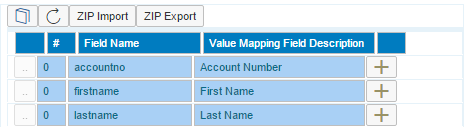 ZIP Import ZIP Export
# Field Name Value Mapping Field Description
.. 0 accountno Account Number +
.. 0 firstname First Name +
.. 0 lastname Last Name +